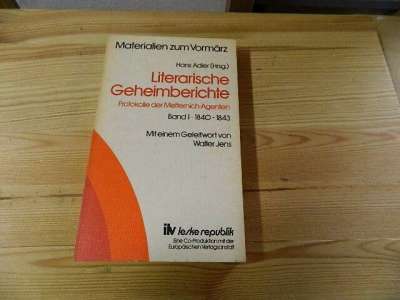 Materialien zum Vormärz
Hans Adler (Hrsg.)
Literarische
Geheimberichte
Protokolle der Metternich-Agenten
Band I · 1840 - 1843
Mit einem Geleitwort von
Walter Jens
ilv leske republik
Eine Co-Produktion mit der
Europäischen Verlagsanstalt